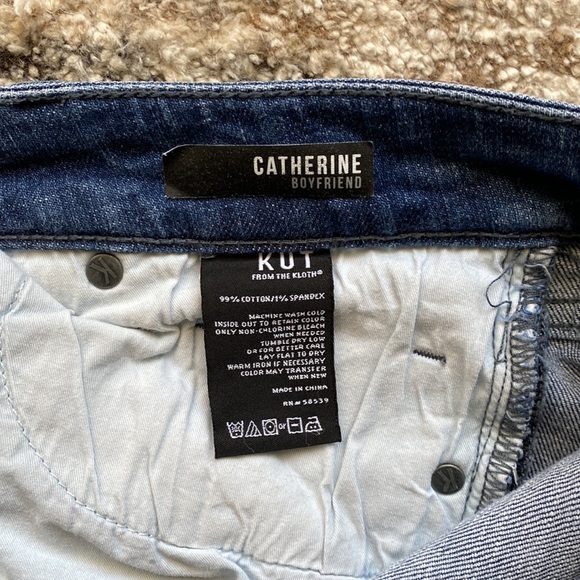 CATHERINE
BOYFRIEND
KUT
FROM THE KLOTH®
99% COTTON/1% SPANDEX
MACHINE WASH COLD
INSIDE OUT TO RETAIN COLOR
ONLY NON-CHLORINE BLEACH
WHEN NEEDED
TUMBLE DRY LOW
OR FOR BETTER CARE
LAY FLAT TO DRY
WARM IRON IF NECESSARY
COLOR MAY TRANSFER
WHEN NEW
MADE IN CHINA
RN# 58539
or